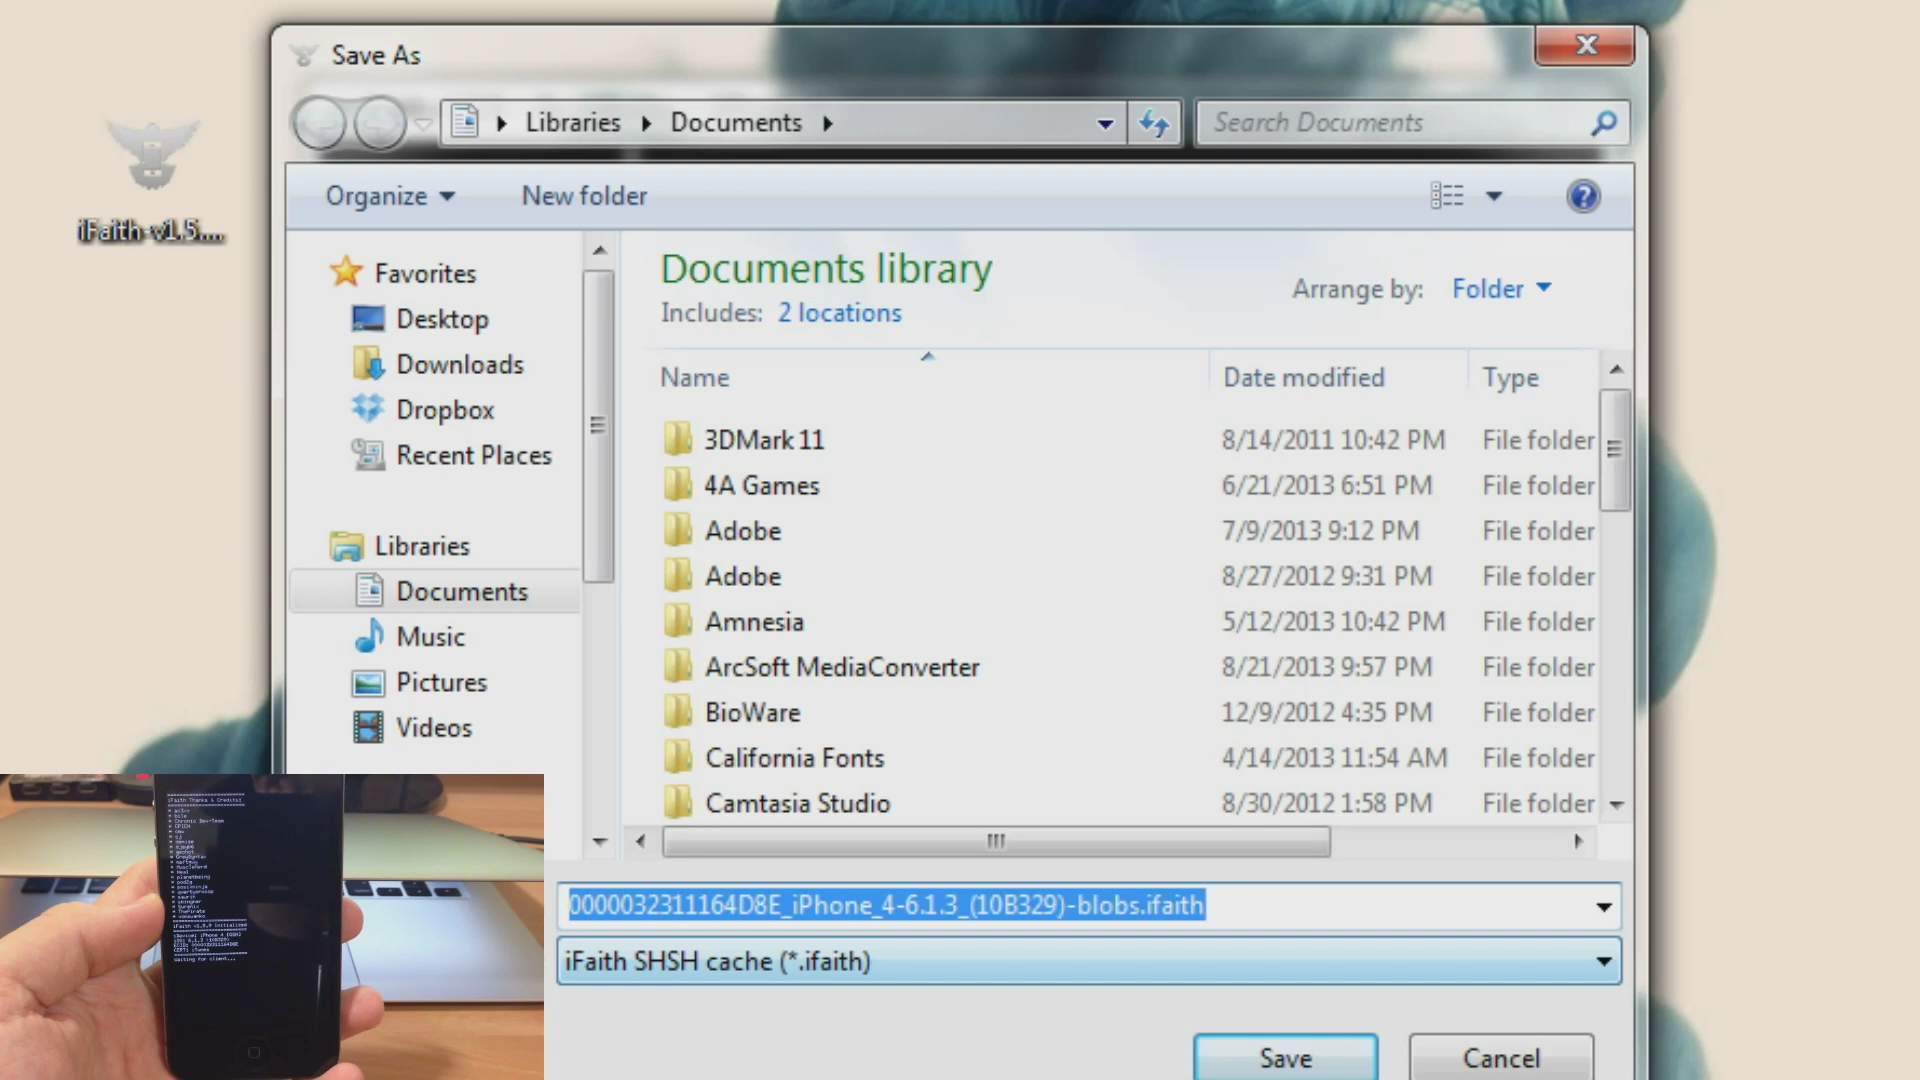 Save As
Libraries Documents
Search Documents
Organize
New folder
iFaith-v1.5....
Favorites
Desktop
Downloads
Dropbox
Recent Places
Libraries
Documents
Music
Pictures
Videos
Documents library
Includes: 2 locations
Arrange by: Folder
Name Date modified Type
3DMark 11 8/14/2011 10:42 PM File folder
4A Games 6/21/2013 6:51 PM File folder
Adobe 7/9/2013 9:12 PM File folder
Adobe 8/27/2012 9:31 PM File folder
Amnesia 5/12/2013 10:42 PM File folder
ArcSoft MediaConverter 8/21/2013 9:57 PM File folder
BioWare 12/9/2012 4:35 PM File folder
California Fonts 4/14/2013 11:54 AM File folder
Camtasia Studio 8/30/2012 1:58 PM File folder
0000032311164D8E_iPhone_4-6.1.3_(10B329)-blobs.ifaith
iFaith SHSH cache (*.ifaith)
Save
Cancel
iFaith Thanks & Credits:
Waiting for client...